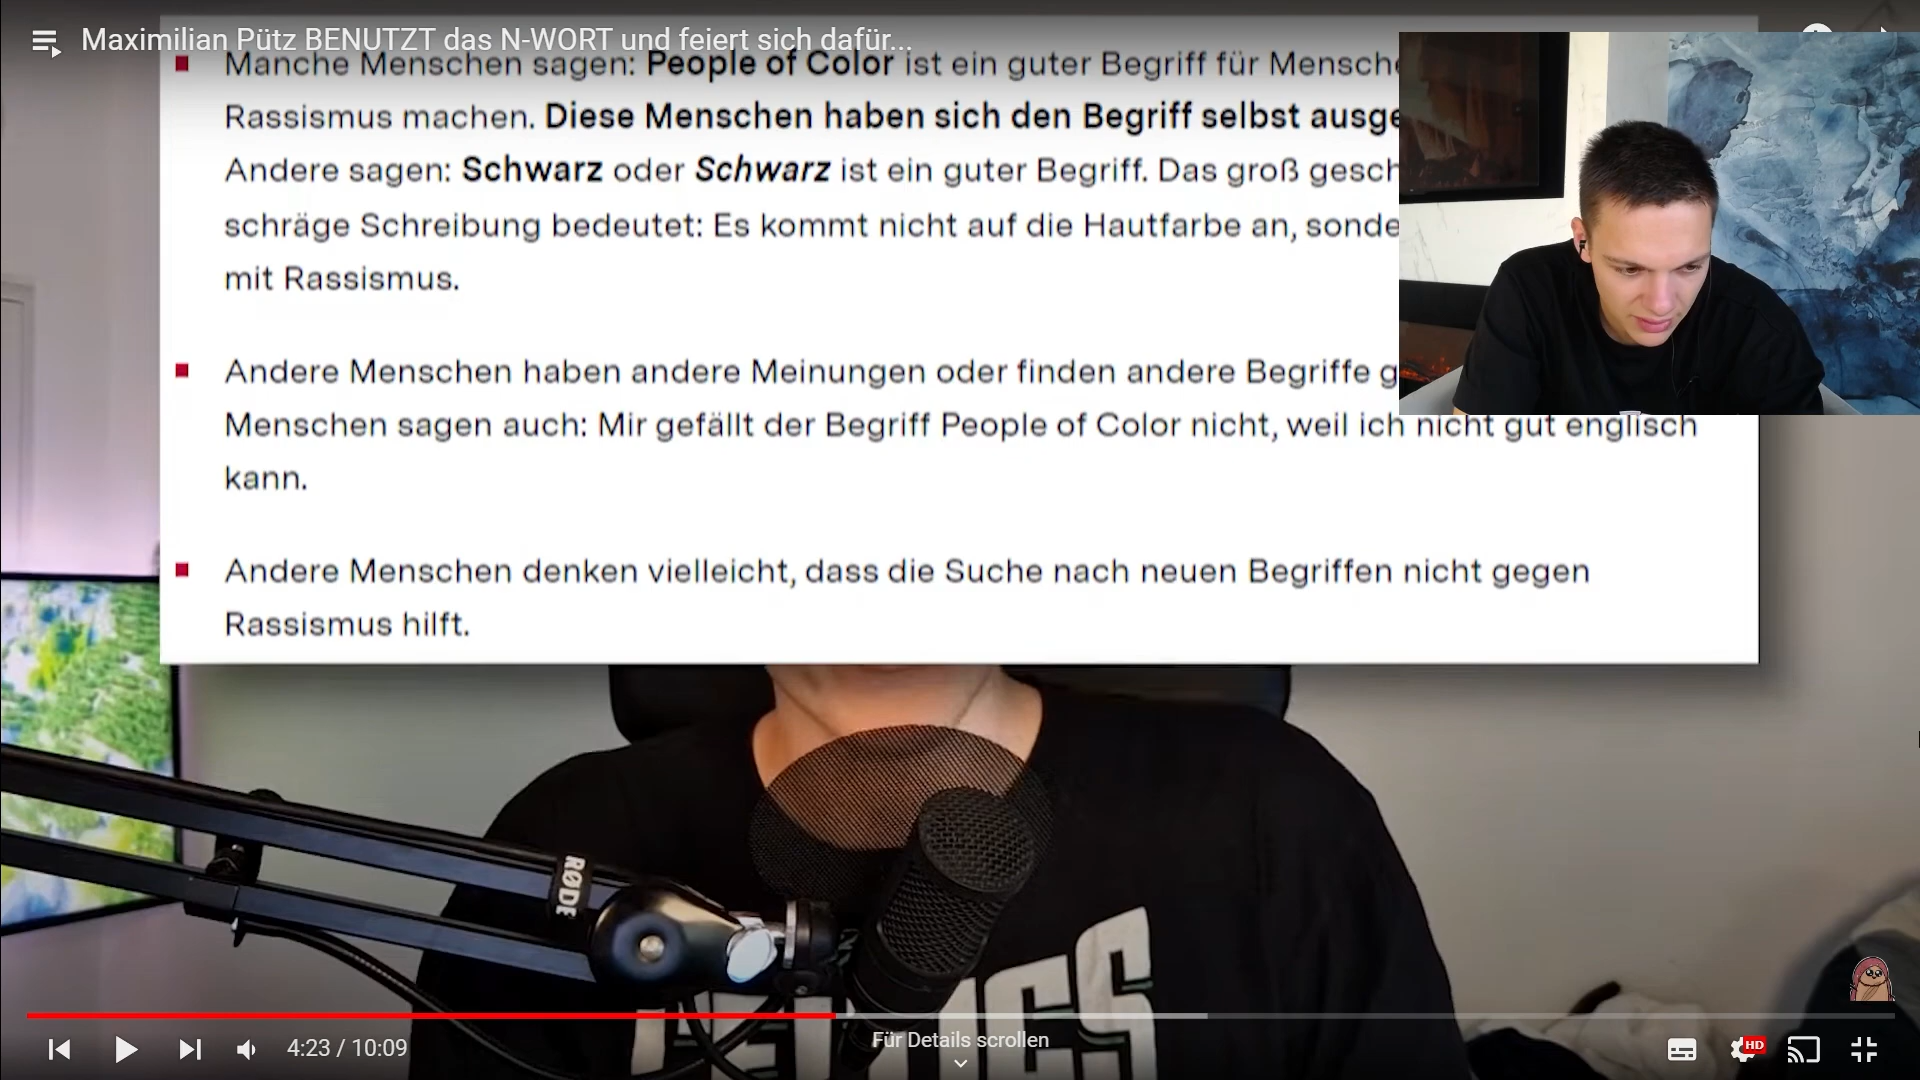 Maximilian Pütz BENUTZT das N-WORT und feiert sich dafür...
Manche Menschen sagen: People of Color ist ein guter Begriff für
Rassismus machen. Diese Menschen haben sich den Begriff selbst
Andere sagen: Schwarz oder Schwarz ist ein guter Begriff. Das groß
schräge Schreibung bedeutet: Es kommt nicht auf die Hautfarbe an,
mit Rassismus.
Andere Menschen haben andere Meinungen oder finden andere Begriffe
Menschen sagen auch: Mir gefällt der Begriff People of Color nicht, weil ich nicht gut englisch
kann.
Andere Menschen denken vielleicht, dass die Suche nach neuen Begriffen nicht gegen
Rassismus hilft.
RØDE
4:23 / 10:09
Für Details scrollen
HD